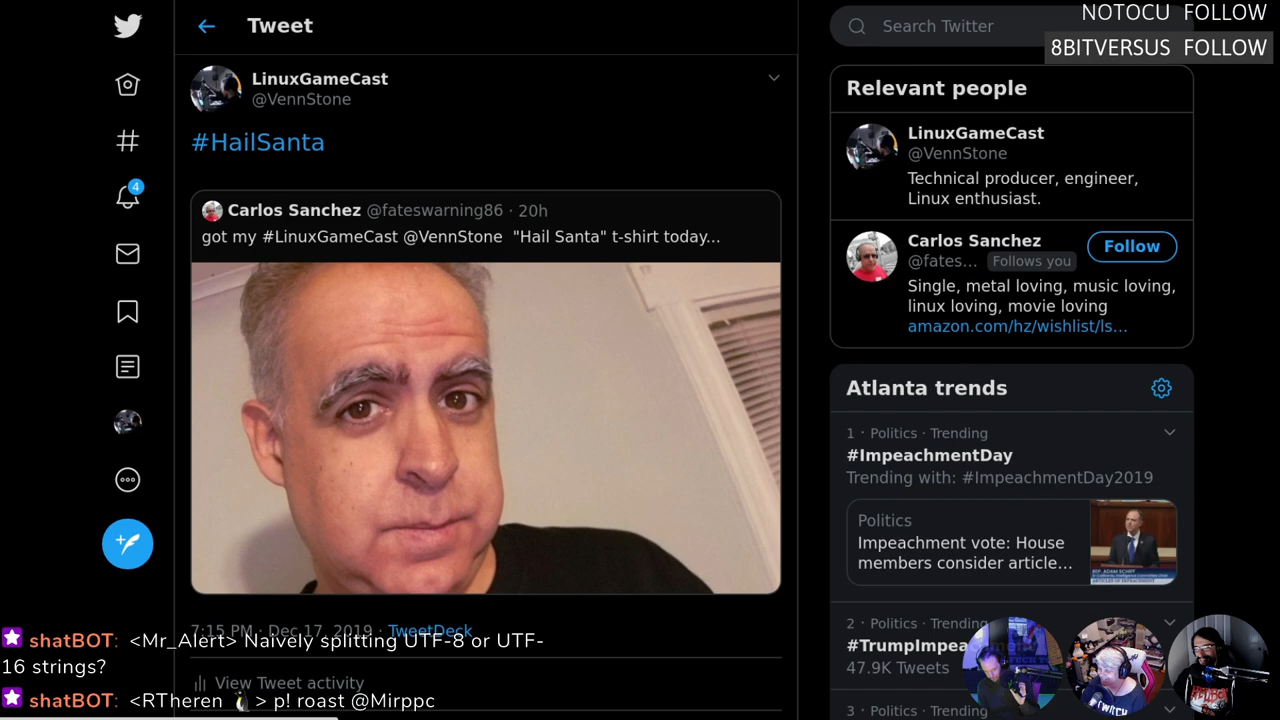 NOTOCU FOLLOW
8BITVERSUS FOLLOW
Tweet
Search Twitter
LinuxGameCast
@VennStone
#HailSanta
Carlos Sanchez @fateswarning86 · 20h
got my #LinuxGameCast @VennStone "Hail Santa" t-shirt today...
7:15 PM · Dec 17, 2019 · TweetDeck
View Tweet activity
4
Relevant people
LinuxGameCast
@VennStone
Technical producer, engineer,
Linux enthusiast.
Carlos Sanchez
@fates... Follows you
Follow
Single, metal loving, music loving,
linux loving, movie loving
amazon.com/hz/wishlist/ls...
Atlanta trends
1 · Politics · Trending
#ImpeachmentDay
Trending with: #ImpeachmentDay2019
Politics
Impeachment vote: House
members consider article...
REP. ADAM SCHIFF
2 · Politics · Trending
#TrumpImpea
47.9K Tweets
3 · Politics · Trending
shatBOT: <Mr_Alert> Naively splitting UTF-8 or UTF-
16 strings?
shatBOT: <RTheren 🐧 > p! roast @Mirppc